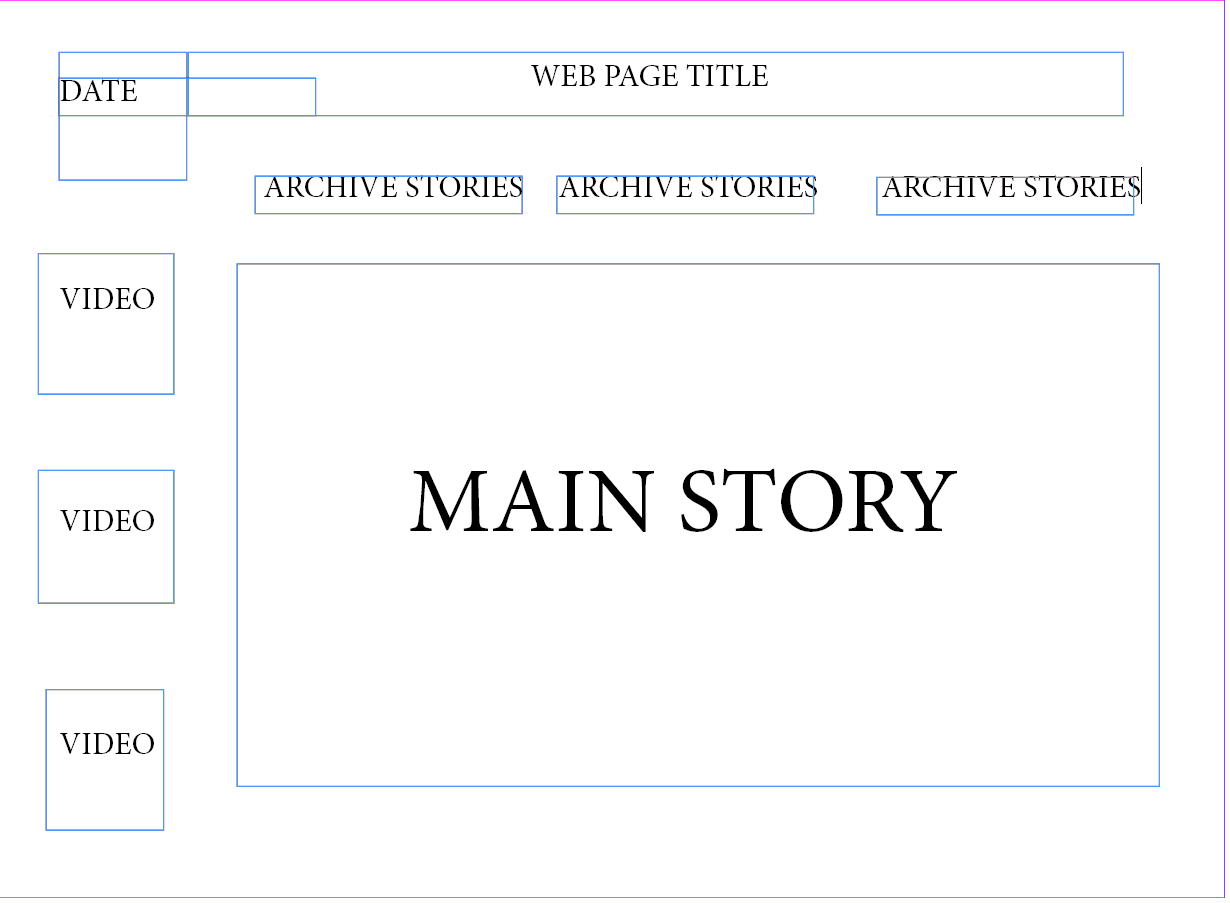 WEB PAGE TITLE
DATE
ARCHIVE STORIES ARCHIVE STORIES ARCHIVE STORIES
VIDEO
MAIN STORY
VIDEO
VIDEO